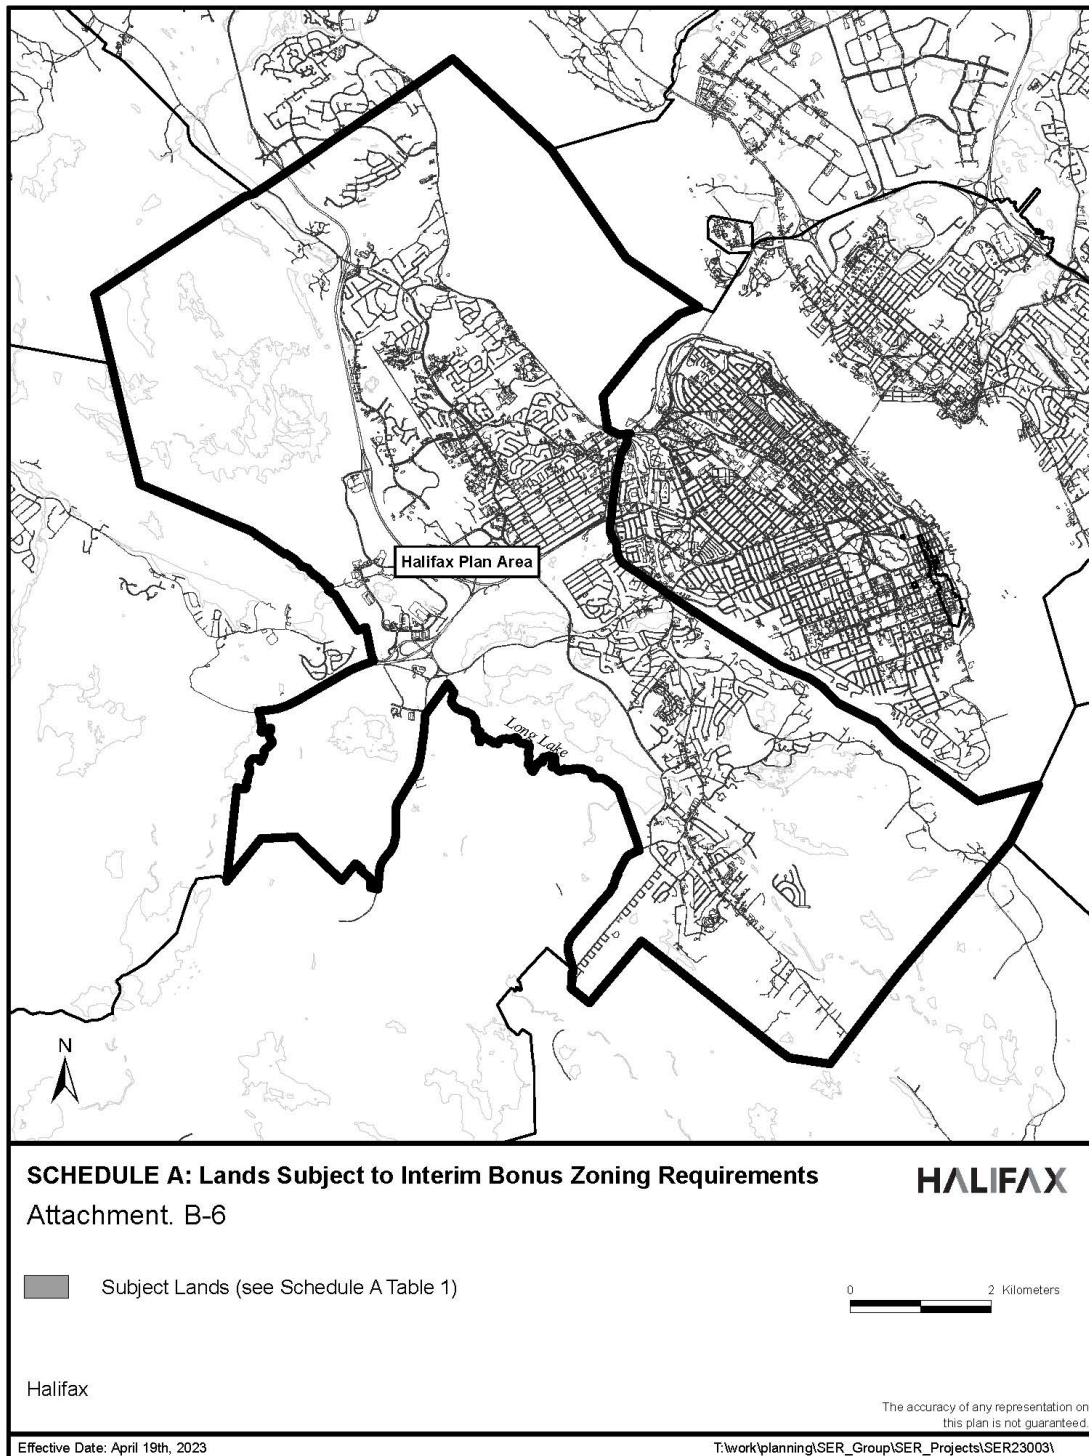 Halifax Plan Area
Long Lake
N
SCHEDULE A: Lands Subject to Interim Bonus Zoning Requirements
HALIFAX
Attachment. B-6
Subject Lands (see Schedule A Table 1)
0 2 Kilometers
Halifax
The accuracy of any representation on
this plan is not guaranteed.
Effective Date: April 19th, 2023
T:\work\planning\SER_Group\SER_Projects\SER23003\